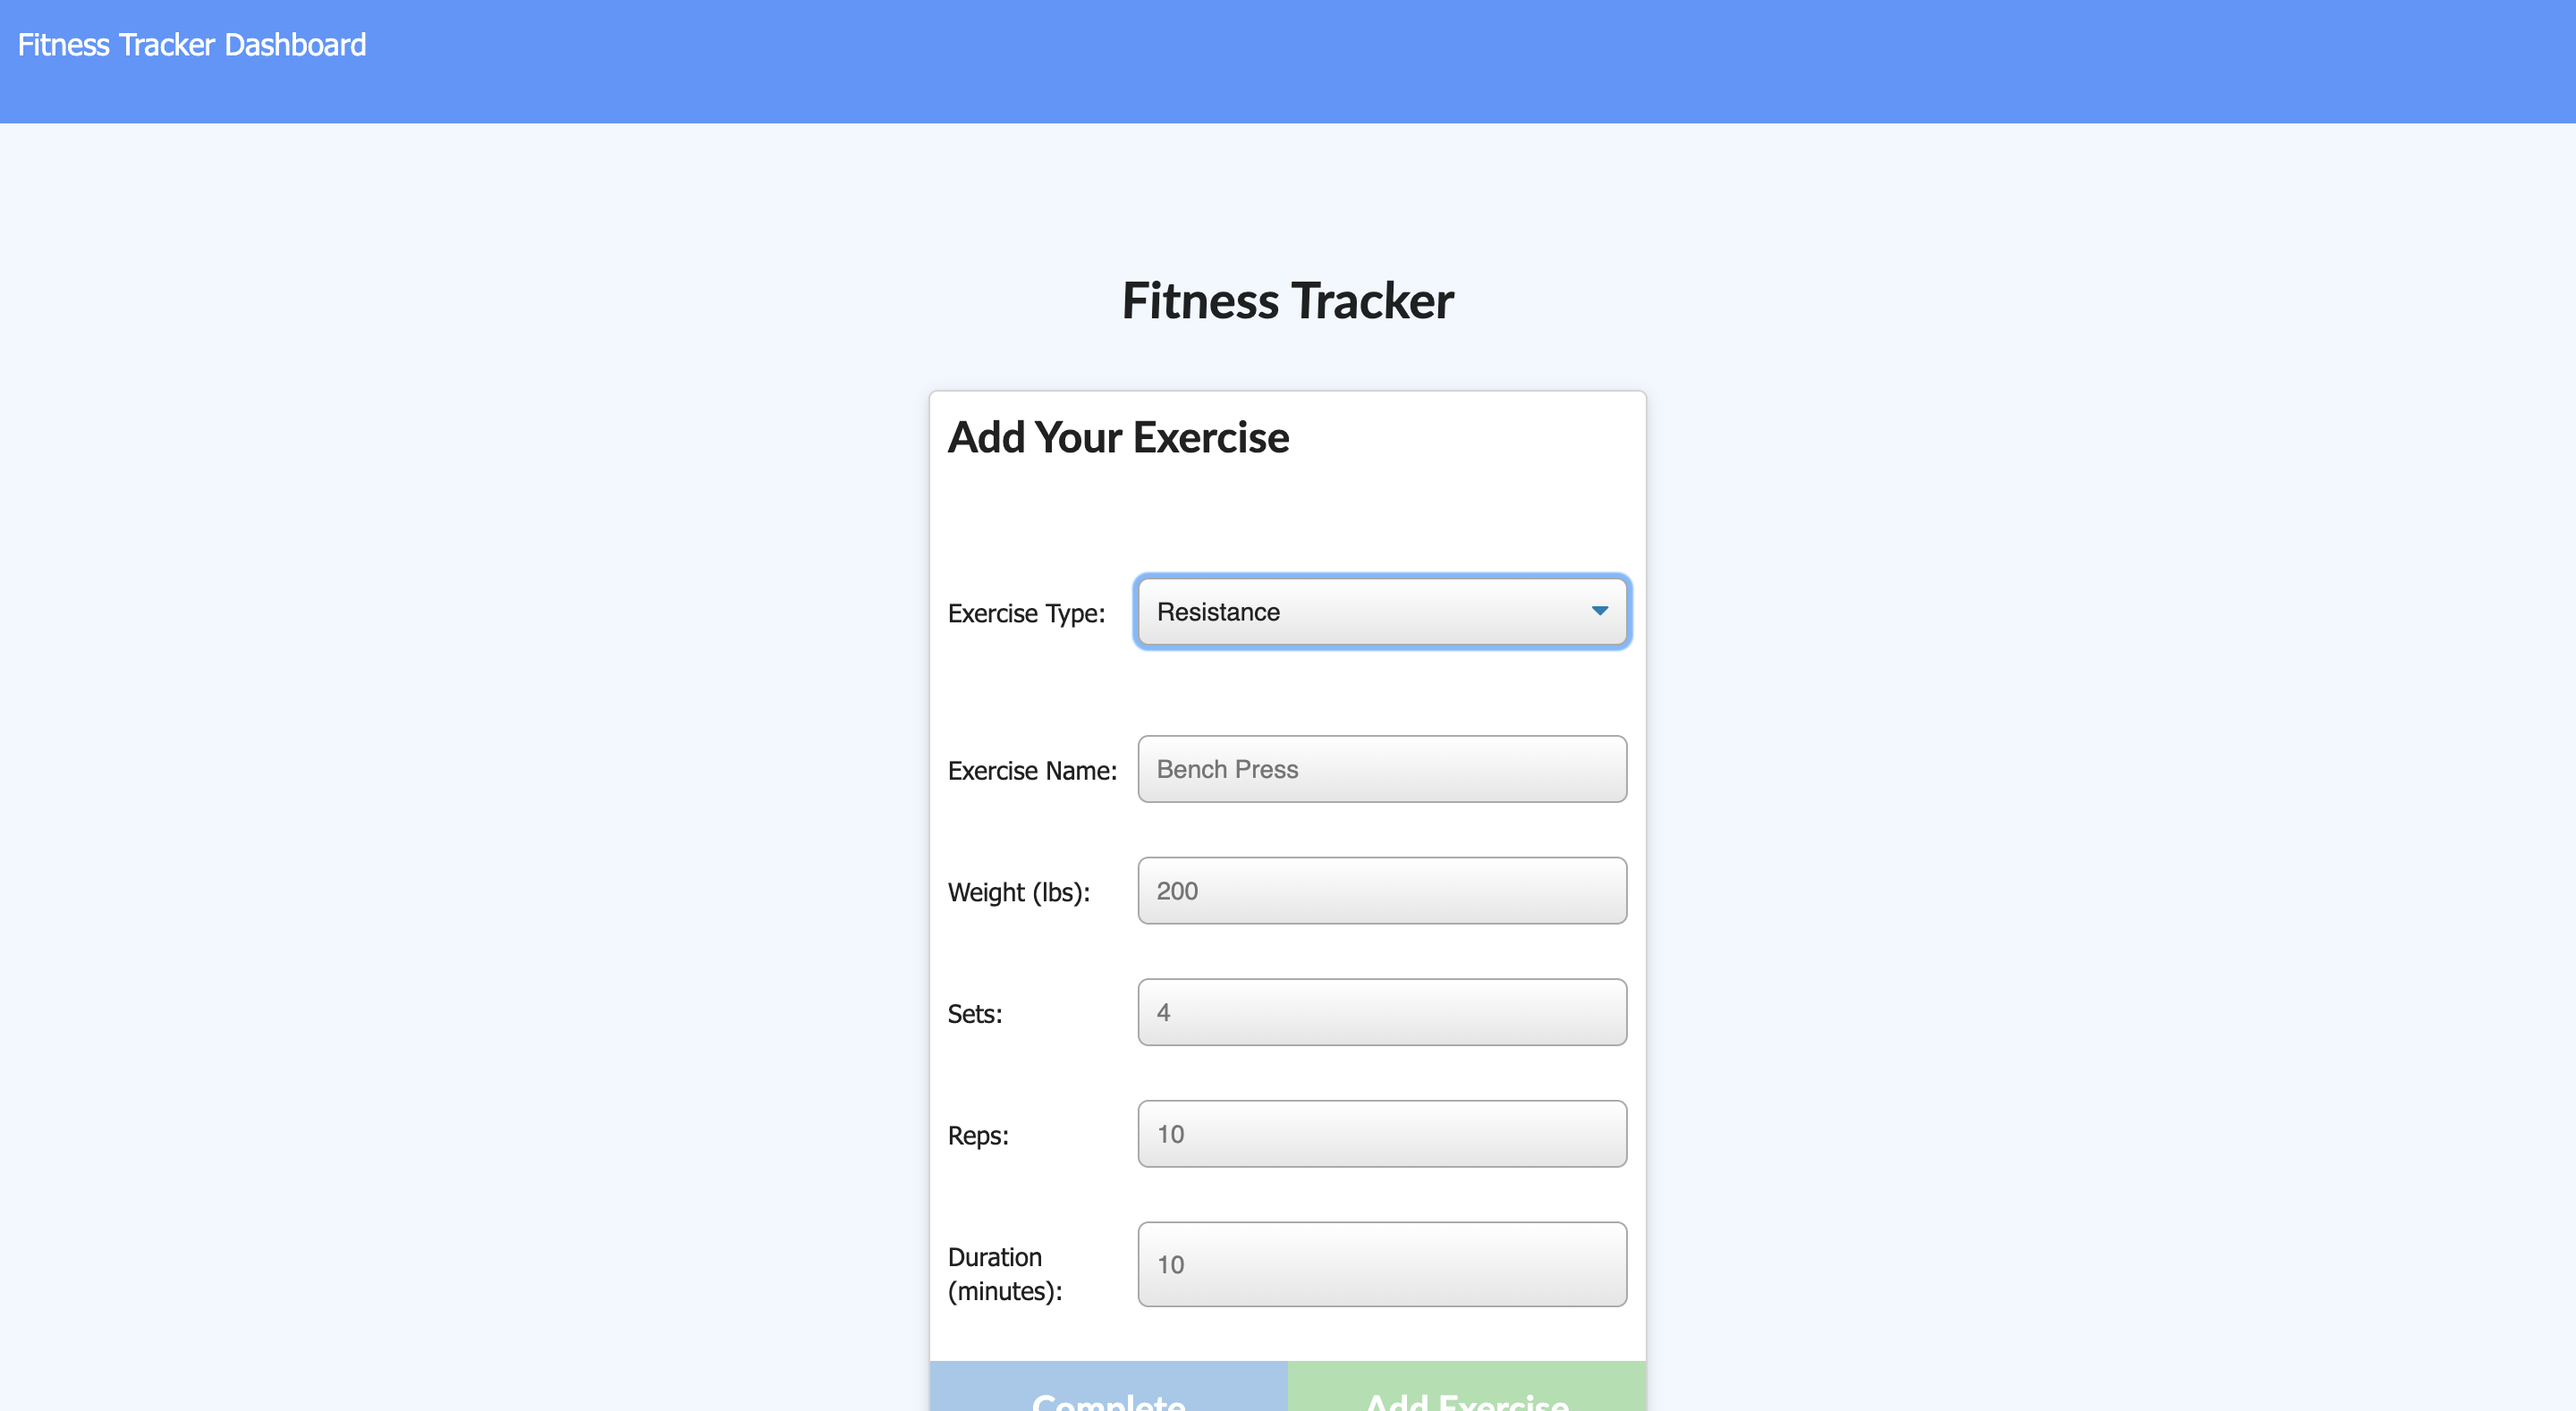 Fitness Tracker Dashboard
Fitness Tracker
Add Your Exercise
Exercise Type: Resistance
Exercise Name: Bench Press
Weight (lbs): 200
Sets: 4
Reps: 10
Duration (minutes): 10
Complete Add Exercise